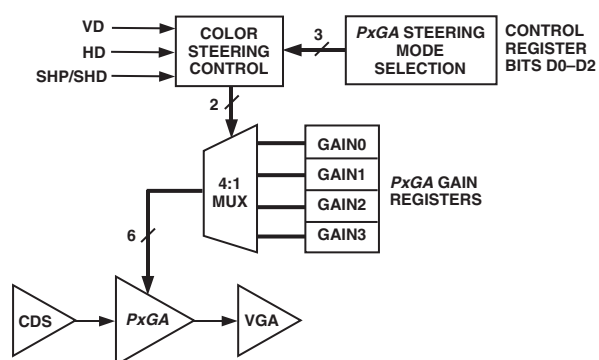 VD
HD
SHP/SHD
COLOR
STEERING
CONTROL
3
PxGA STEERING
MODE
SELECTION
CONTROL
REGISTER
BITS D0–D2
2
4:1
MUX
GAIN0
GAIN1
GAIN2
GAIN3
PxGA GAIN
REGISTERS
6
CDS
PxGA
VGA